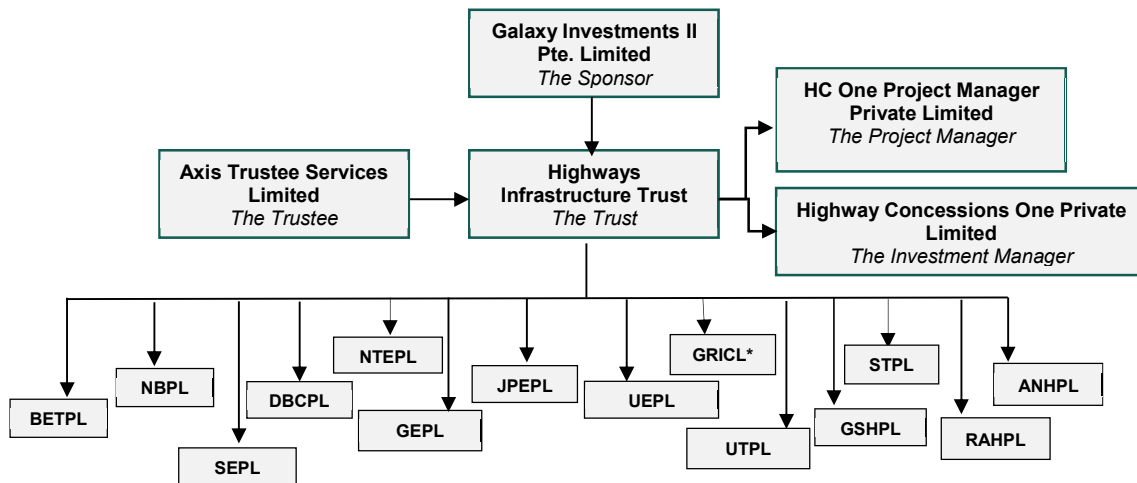 Galaxy Investments II
Pte. Limited
The Sponsor
HC One Project Manager
Private Limited
The Project Manager
Axis Trustee Services
Limited
The Trustee
Highways
Infrastructure Trust
The Trust
Highway Concessions One Private
Limited
The Investment Manager
BETPL
NBPL
SEPL
DBCPL
NTEPL
GEPL
JPEPL
UEPL
GRICL*
UTPL
GSHPL
STPL
RAHPL
ANHPL